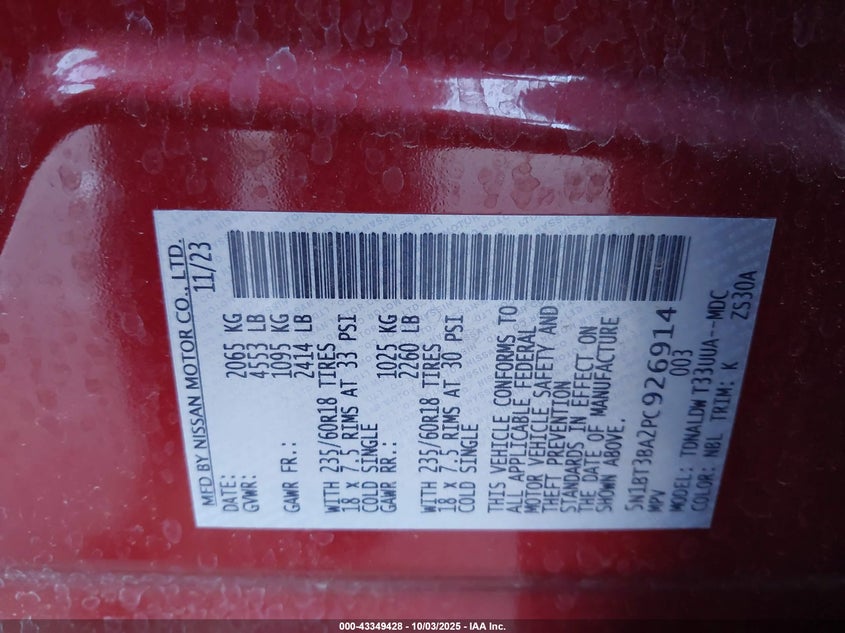 MFD BY NISSAN MOTOR CO., LTD.
DATE: 11/23
GVWR: 2065 KG
4553 LB
GAWR FR.: 1095 KG
2414 LB
WITH 235/60R18 TIRES
18 X 7.5 RIMS AT 33 PSI
COLD SINGLE
GAWR RR.: 1025 KG
2260 LB
WITH 235/60R18 TIRES
18 X 7.5 RIMS AT 30 PSI
COLD SINGLE
THIS VEHICLE CONFORMS TO
ALL APPLICABLE FEDERAL
MOTOR VEHICLE SAFETY AND
THEFT PREVENTION
STANDARDS IN EFFECT ON
THE DATE OF MANUFACTURE
SHOWN ABOVE.
5N1BT3BA2PC926914
MPV 003
MODEL: TDNALDW T33UUA--MDC
COLOR: NBL TRIM: K ZS30A
000-43349428 - 10/03/2025 - IAA Inc.